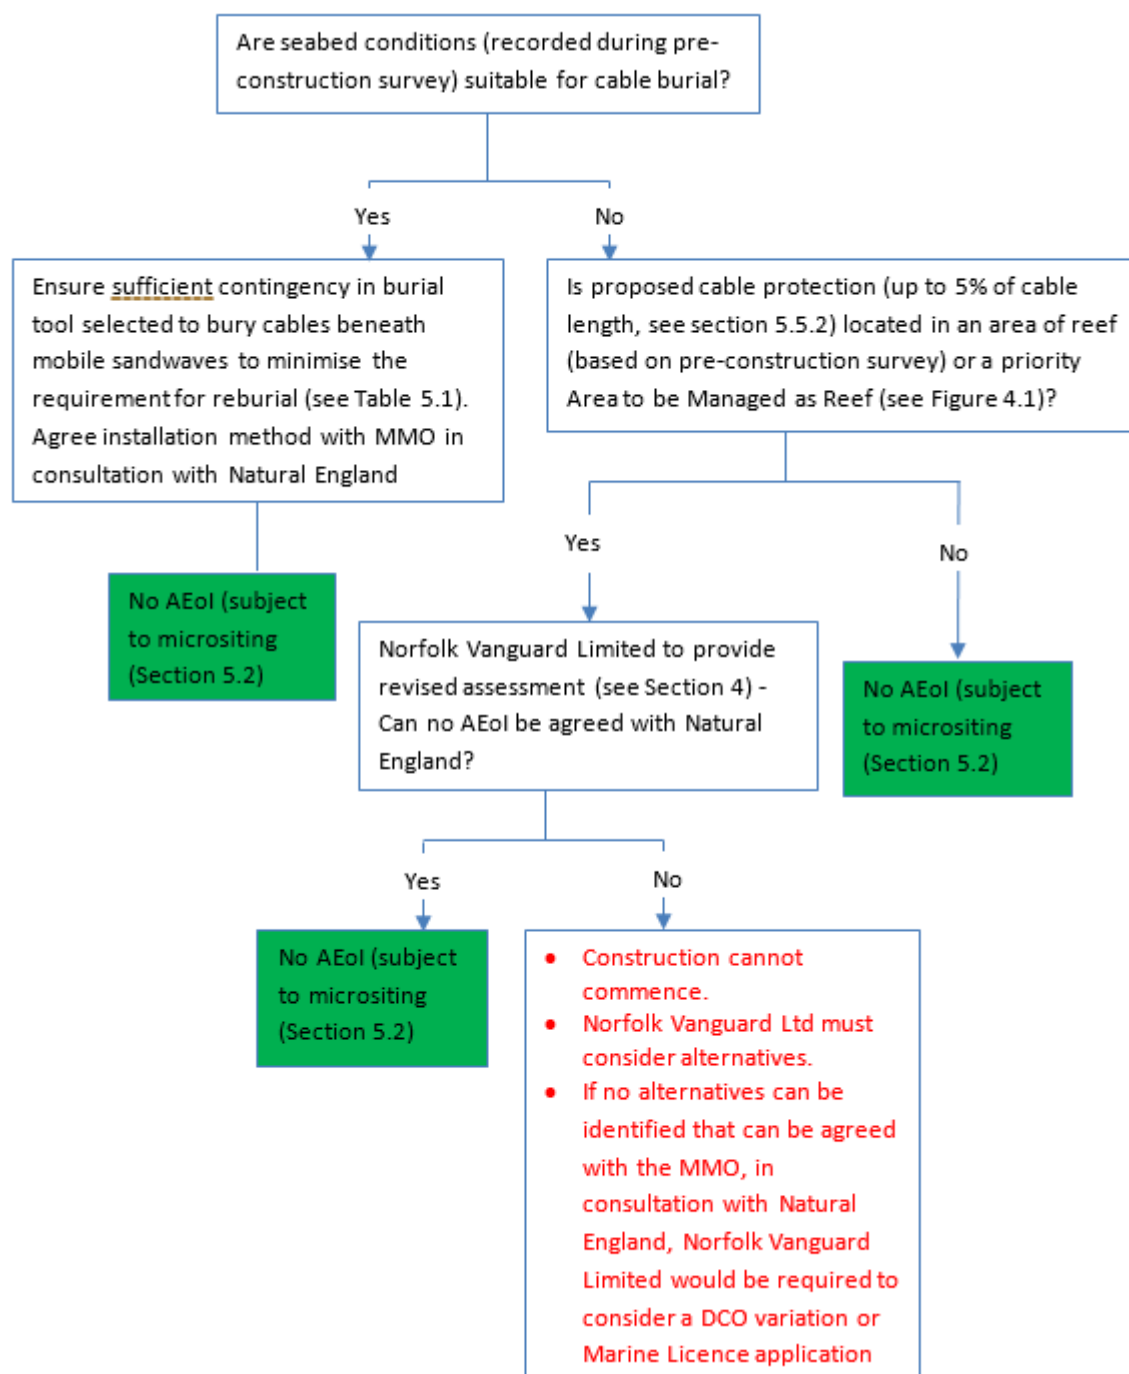 Are seabed conditions (recorded during pre-
construction survey) suitable for cable burial?
Yes
No
Ensure sufficient contingency in burial
tool selected to bury cables beneath
mobile sandwaves to minimise the
requirement for reburial (see Table 5.1).
Agree installation method with MMO in
consultation with Natural England
Is proposed cable protection (up to 5% of cable
length, see section 5.5.2) located in an area of reef
(based on pre-construction survey) or a priority
Area to be Managed as Reef (see Figure 4.1)?
Yes
No
No AEoI (subject
to micrositing
(Section 5.2)
Norfolk Vanguard Limited to provide
revised assessment (see Section 4) -
Can no AEoI be agreed with Natural
England?
No AEoI (subject
to micrositing
(Section 5.2)
Yes
No
No AEoI (subject
to micrositing
(Section 5.2)
• Construction cannot
commence.
• Norfolk Vanguard Ltd must
consider alternatives.
• If no alternatives can be
identified that can be agreed
with the MMO, in
consultation with Natural
England, Norfolk Vanguard
Limited would be required to
consider a DCO variation or
Marine Licence application